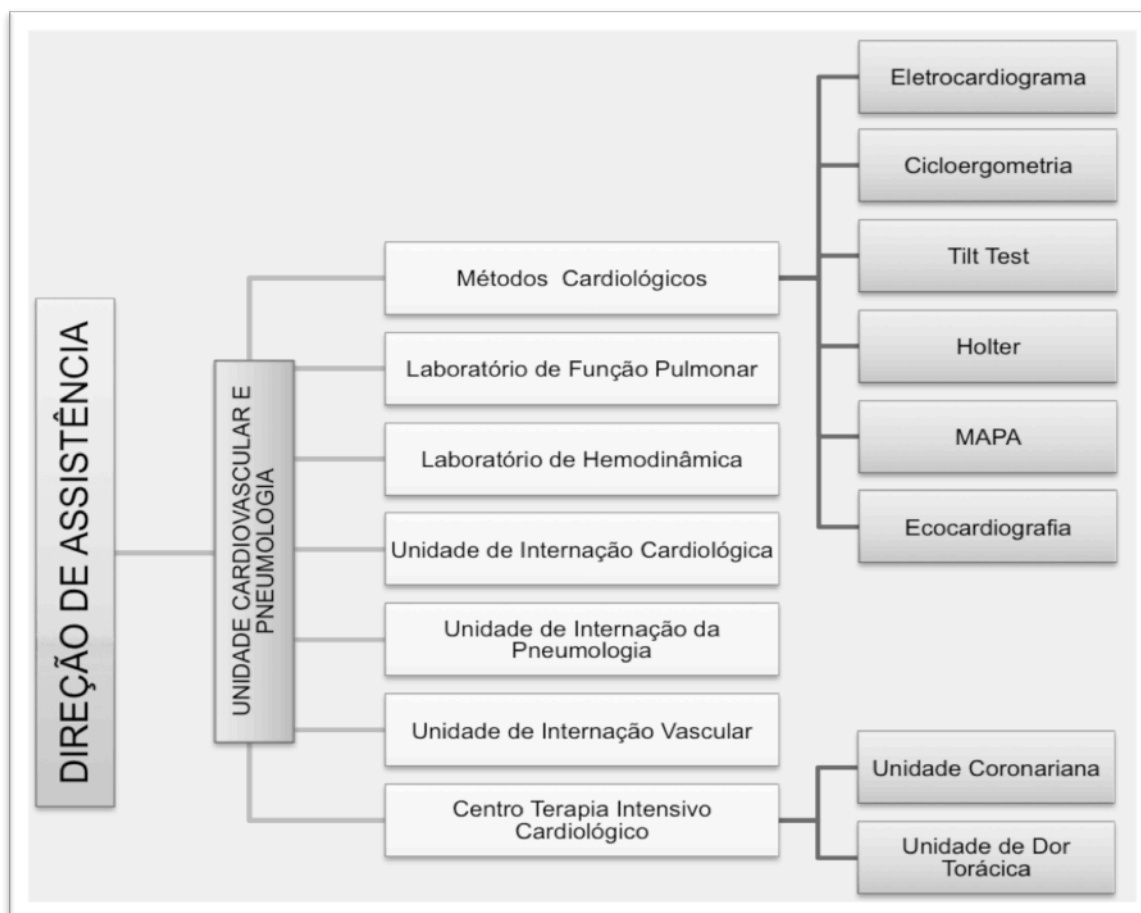 DIREÇÃO DE ASSISTÊNCIA
UNIDADE CARDIOVASCULAR E
PNEUMOLOGIA
Métodos Cardiológicos
Laboratório de Função Pulmonar
Laboratório de Hemodinâmica
Unidade de Internação Cardiológica
Unidade de Internação da
Pneumologia
Unidade de Internação Vascular
Centro Terapia Intensivo
Cardiológico
Eletrocardiograma
Cicloergometria
Tilt Test
Holter
MAPA
Ecocardiografia
Unidade Coronariana
Unidade de Dor
Torácica